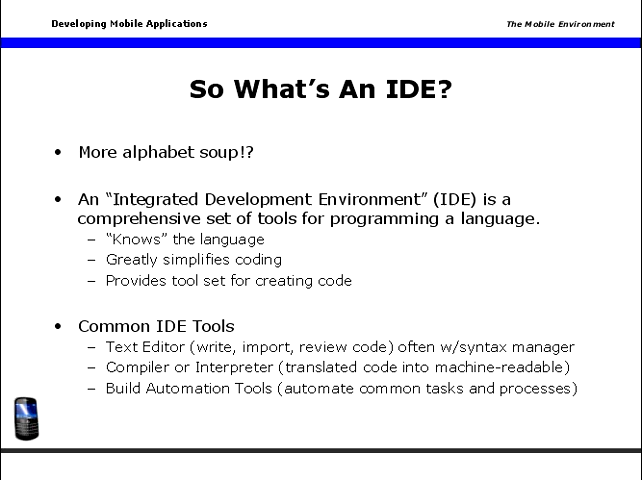 Developing Mobile Applications
The Mobile Environment
So What’s An IDE?
• More alphabet soup!?
• An “Integrated Development Environment” (IDE) is a
comprehensive set of tools for programming a language.
– “Knows” the language
– Greatly simplifies coding
– Provides tool set for creating code
• Common IDE Tools
– Text Editor (write, import, review code) often w/syntax manager
– Compiler or Interpreter (translated code into machine-readable)
– Build Automation Tools (automate common tasks and processes)